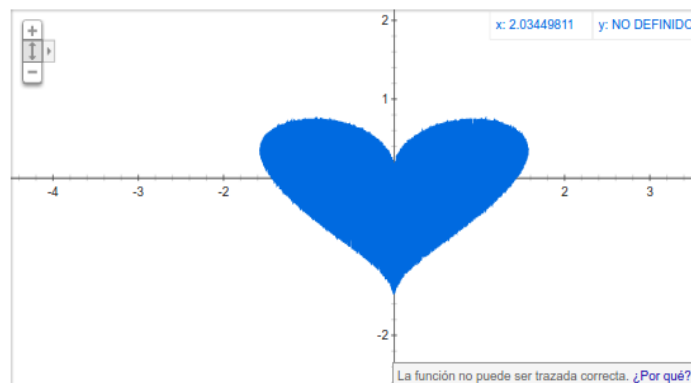 2
x: 2.03449811 y: NO DEFINIDO
1
-4 -3 -2 2 3
-2
La función no puede ser trazada correcta. ¿Por qué?